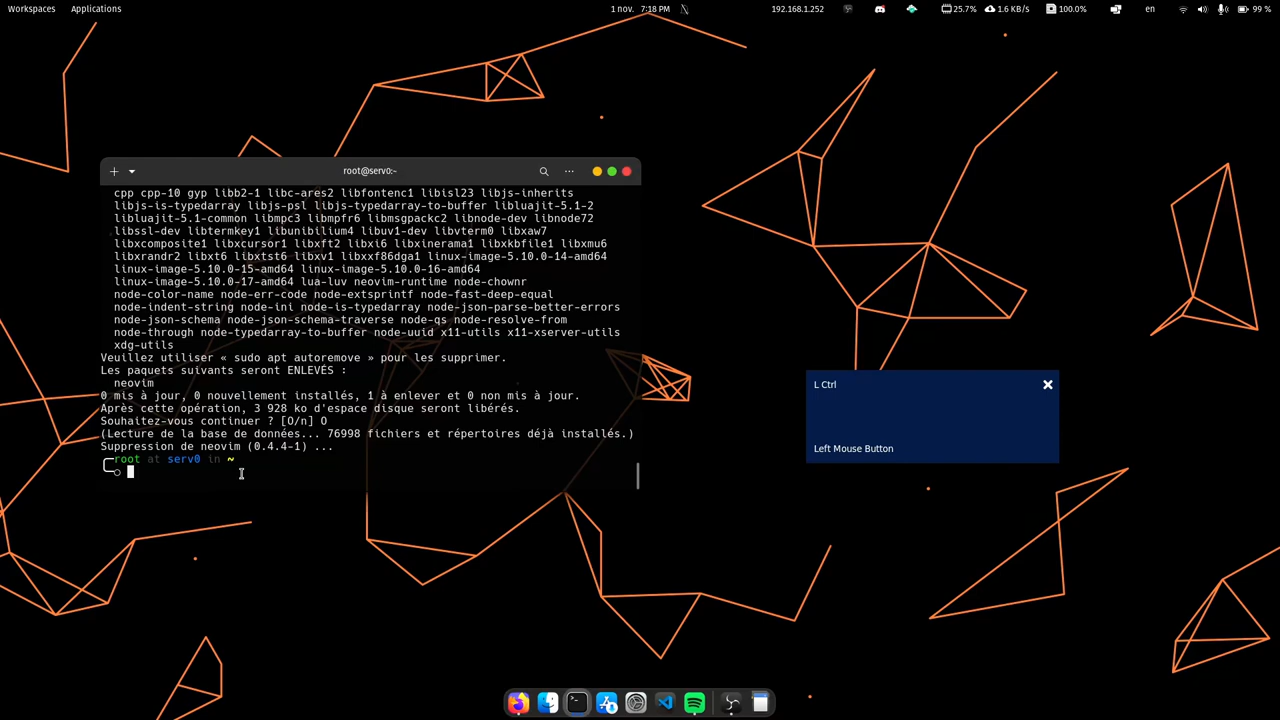 Workspaces Applications 1 nov. 7:18 PM 192.168.1.252 25.7% 1.6 KB/s 100.0% en 99 %
root@serv0:~
cpp cpp-10 gyp libb2-1 libc-ares2 libfontenc1 libisl23 libjs-inherits
libjs-is-typedarray libjs-psl libjs-typedarray-to-buffer libluajit-5.1-2
libluajit-5.1-common libmpc3 libmpfr6 libmsgpackc2 libnode-dev libnode72
libssl-dev libtermkey1 libunibilium4 libuv1-dev libvterm0 libxaw7
libxcomposite1 libxcursor1 libxft2 libxi6 libxinerama1 libxkbfile1 libxmu6
libxrandr2 libxt6 libxtst6 libxv1 libxxf86dga1 linux-image-5.10.0-14-amd64
linux-image-5.10.0-15-amd64 linux-image-5.10.0-16-amd64
linux-image-5.10.0-17-amd64 lua-luv neovim-runtime node-chownr
node-color-name node-err-code node-extsprintf node-fast-deep-equal
node-indent-string node-ini node-is-typedarray node-json-parse-better-errors
node-json-schema node-json-schema-traverse node-qs node-resolve-from
node-through node-typedarray-to-buffer node-uuid x11-utils x11-xserver-utils
xdg-utils
Veuillez utiliser « sudo apt autoremove » pour les supprimer.
Les paquets suivants seront ENLEVÉS :
neovim
0 mis à jour, 0 nouvellement installés, 1 à enlever et 0 non mis à jour.
Après cette opération, 3 928 ko d'espace disque seront libérés.
Souhaitez-vous continuer ? [O/n] O
(Lecture de la base de données... 76998 fichiers et répertoires déjà installés.)
Suppression de neovim (0.4.4-1) ...
root at serv0 in ~
L Ctrl
Left Mouse Button